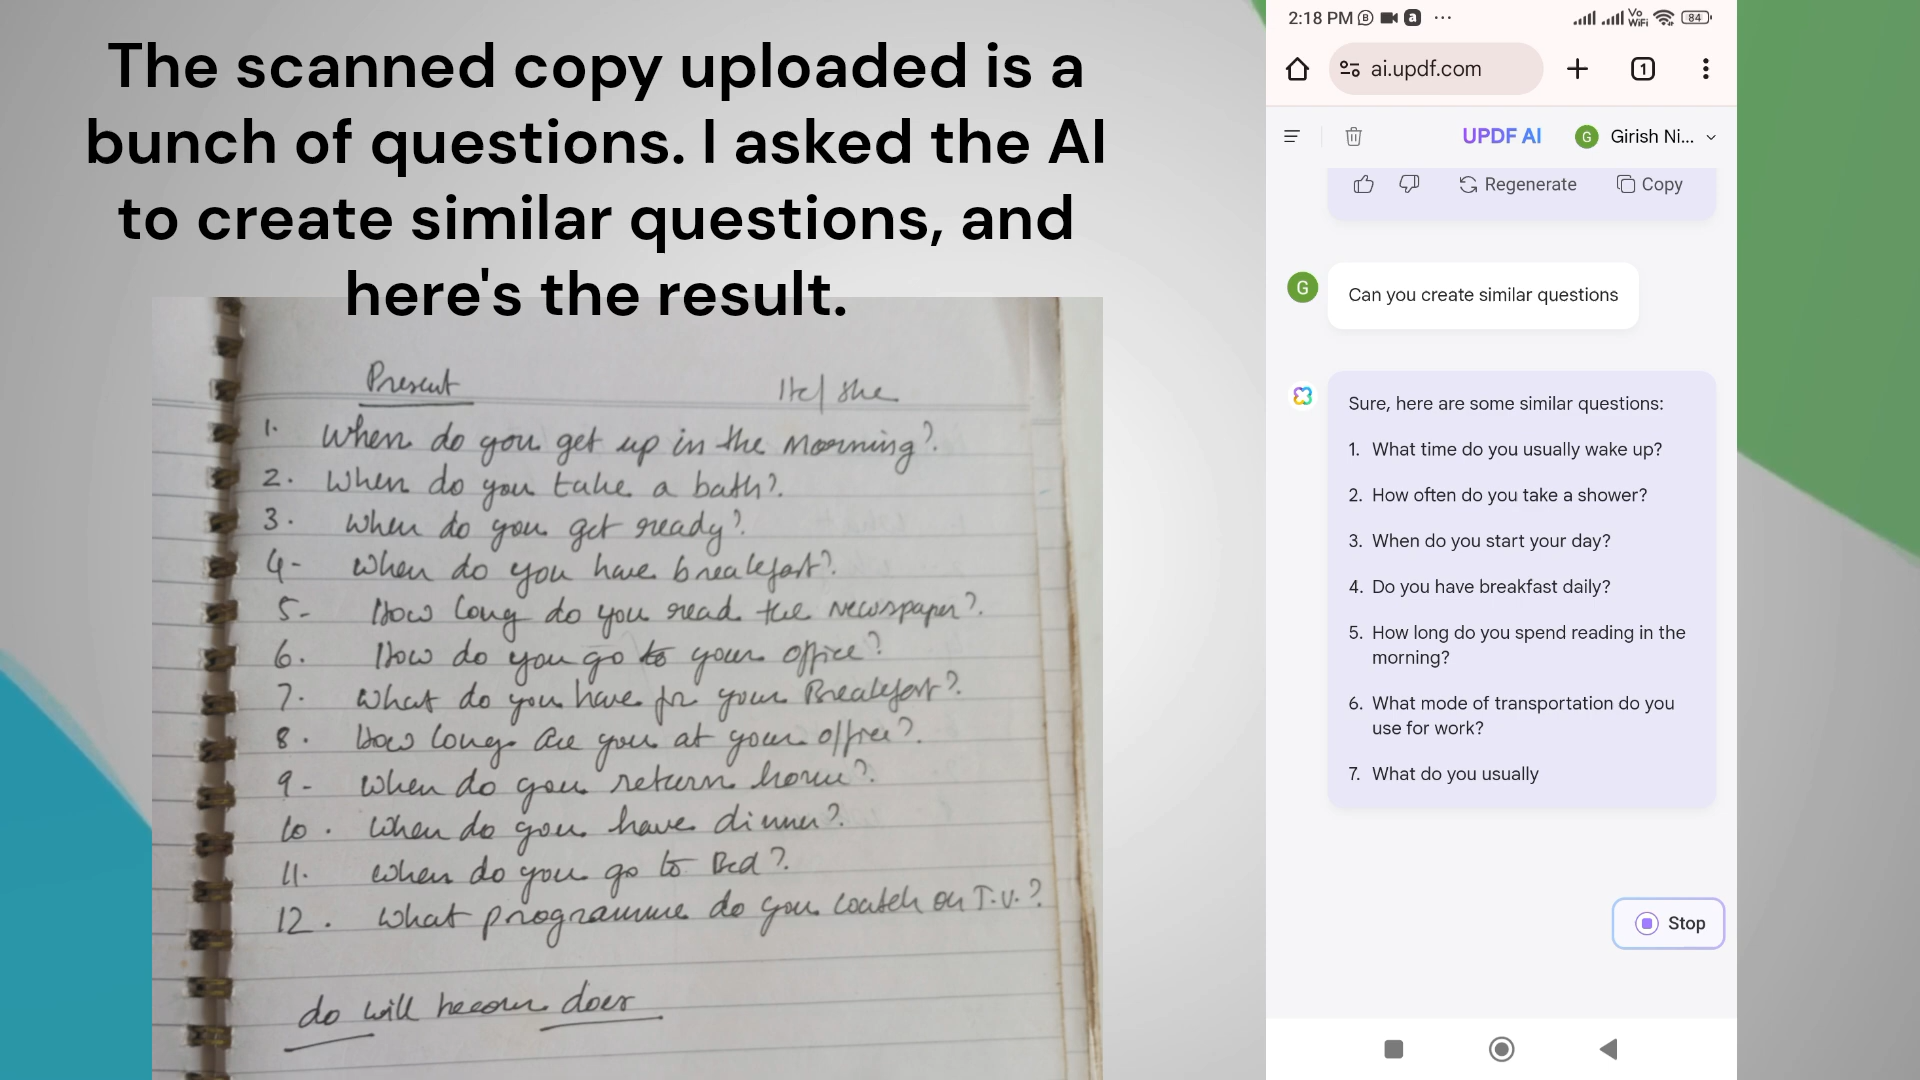 The scanned copy uploaded is a
bunch of questions. I asked the AI
to create similar questions, and
here's the result.
Present He/she
1. When do you get up in the Morning?
2. When do you take a bath?
3. When do you get ready?
4- When do you have breakfast?
5- How long do you read the Newspaper?
6. How do you go to your office?
7. What do you have for your Breakfast?
8. How long are you at your office?
9- When do you return home?
10. When do you have dinner?
11. When do you go to Bed?
12. What programme do you watch on T.V.?
do will become does
2:18 PM
Vo
WiFi
84
ai.updf.com
1
UPDF AI
G Girish Ni...
Regenerate Copy
G Can you create similar questions
Sure, here are some similar questions:
1. What time do you usually wake up?
2. How often do you take a shower?
3. When do you start your day?
4. Do you have breakfast daily?
5. How long do you spend reading in the
morning?
6. What mode of transportation do you
use for work?
7. What do you usually
Stop